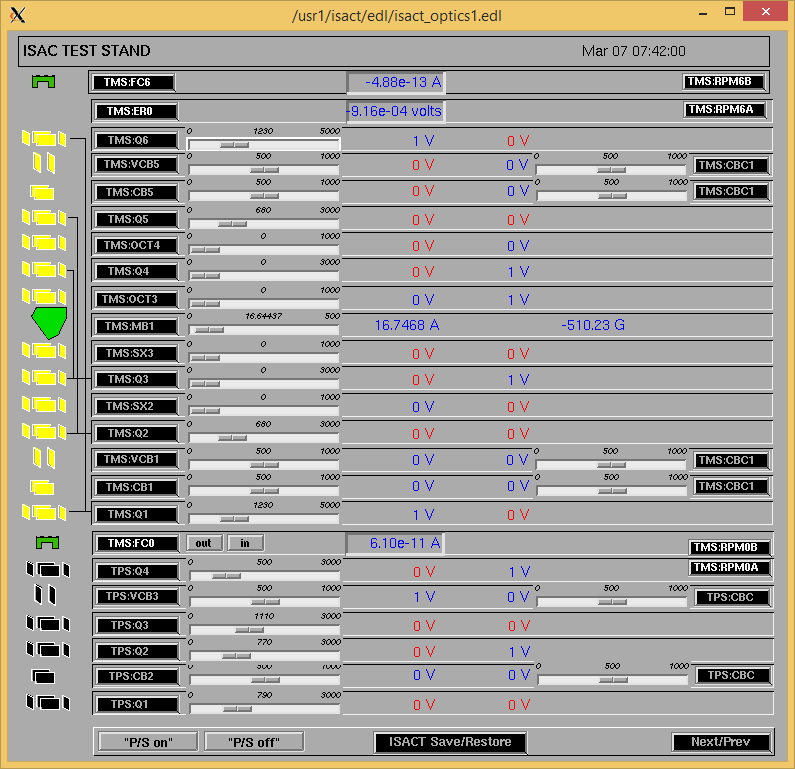 /usr1/isact/edl/isact_optics1.edl
ISAC TEST STAND Mar 07 07:42:00
TMS:FC6 -4.88e-13 A TMS:RPM6B
TMS:ER0 -9.16e-04 volts TMS:RPM6A
TMS:Q6 0 1230 5000 1 V 0 V
TMS:VCB5 0 500 1000 0 V 0 V 0 500 1000 TMS:CBC1
TMS:CB5 0 500 1000 0 V 0 V 0 500 1000 TMS:CBC1
TMS:Q5 0 680 3000 0 V 0 V
TMS:OCT4 0 0 1000 0 V 0 V
TMS:Q4 0 0 3000 0 V 1 V
TMS:OCT3 0 0 1000 0 V 1 V
TMS:MB1 0 16.64437 500 16.7468 A -510.23 G
TMS:SX3 0 0 1000 0 V 0 V
TMS:Q3 0 0 3000 0 V 1 V
TMS:SX2 0 0 1000 0 V 0 V
TMS:Q2 0 680 3000 0 V 0 V
TMS:VCB1 0 500 1000 0 V 0 V 0 500 1000 TMS:CBC1
TMS:CB1 0 500 1000 0 V 0 V 0 500 1000 TMS:CBC1
TMS:Q1 0 1230 5000 1 V 0 V
TMS:FC0 out in 6.10e-11 A TMS:RPM0B
TPS:Q4 0 500 3000 0 V 1 V TMS:RPM0A
TPS:VCB3 0 500 1000 1 V 0 V 0 500 1000 TPS:CBC
TPS:Q3 0 1110 3000 0 V 0 V
TPS:Q2 0 770 3000 0 V 1 V
TPS:CB2 0 500 1000 0 V 0 V 0 500 1000 TPS:CBC
TPS:Q1 0 790 3000 0 V 0 V
"P/S on" "P/S off" ISACT Save/Restore Next/Prev